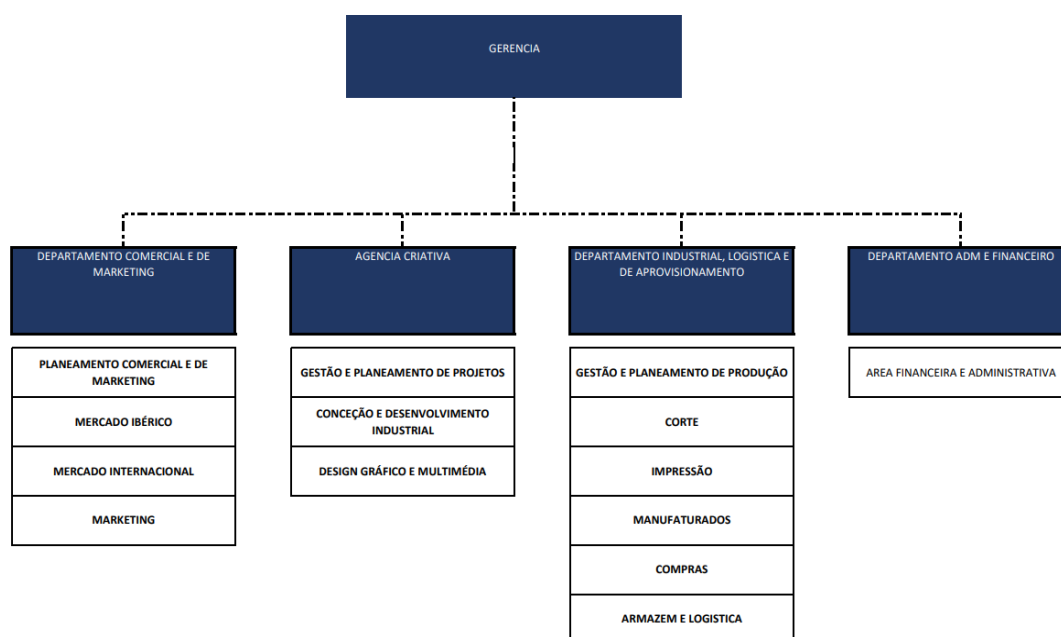 GERENCIA
DEPARTAMENTO COMERCIAL E DE
MARKETING
AGENCIA CRIATIVA
DEPARTAMENTO INDUSTRIAL, LOGISTICA E
DE APROVISIONAMENTO
DEPARTAMENTO ADM E FINANCEIRO
PLANEAMENTO COMERCIAL E DE
MARKETING
MERCADO IBÉRICO
MERCADO INTERNACIONAL
MARKETING
GESTÃO E PLANEAMENTO DE PROJETOS
CONCEÇÃO E DESENVOLVIMENTO
INDUSTRIAL
DESIGN GRÁFICO E MULTIMÉDIA
GESTÃO E PLANEAMENTO DE PRODUÇÃO
CORTE
IMPRESSÃO
MANUFATURADOS
COMPRAS
ARMAZEM E LOGISTICA
AREA FINANCEIRA E ADMINISTRATIVA